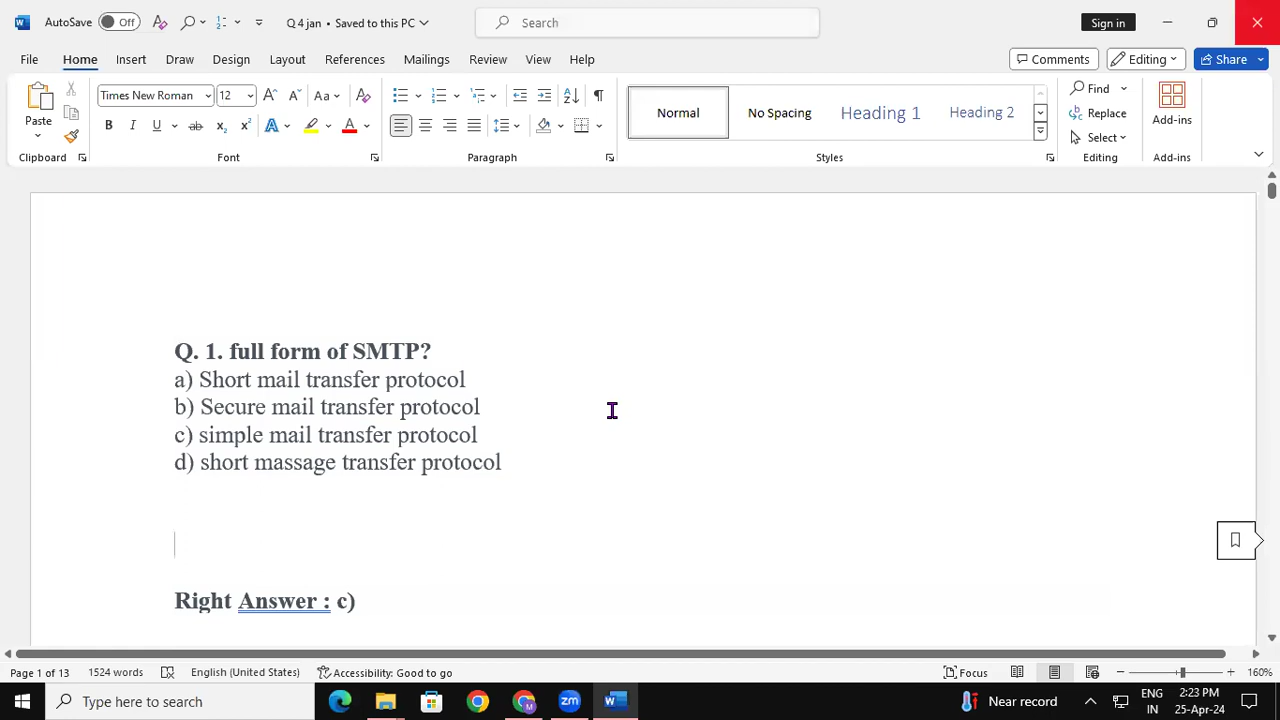 AutoSave Off Q 4 jan • Saved to this PC Search Sign in
File Home Insert Draw Design Layout References Mailings Review View Help Comments Editing Share
Times New Roman 12 Aa Normal No Spacing Heading 1 Heading 2 Find
Paste B I U ab x₂ x² A A Replace Add-ins
Select
Clipboard Font Paragraph Styles Editing Add-ins
Q. 1. full form of SMTP?
a) Short mail transfer protocol
b) Secure mail transfer protocol
c) simple mail transfer protocol
d) short massage transfer protocol
Right Answer : c)
Page 1 of 13 1524 words English (United States) Accessibility: Good to go Focus 160%
Type here to search Near record ENG IN 2:23 PM 25-Apr-24